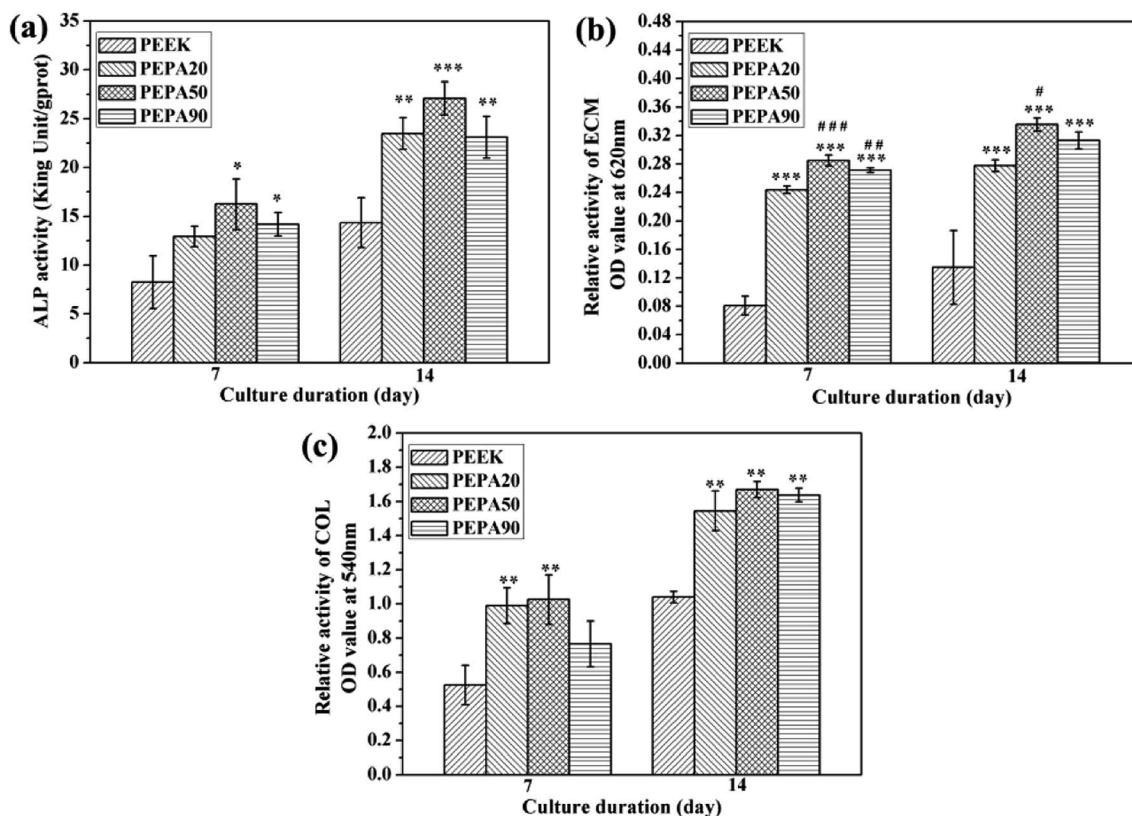 (a)
PEEK
PEPA20
PEPA50
PEPA90
ALP activity (King Unit/gprot)
35
30
25
20
15
10
5
0
*
*
**
***
**
7
14
Culture duration (day)
(b)
PEEK
PEPA20
PEPA50
PEPA90
Relative activity of ECM
OD value at 620nm
0.48
0.44
0.40
0.36
0.32
0.28
0.24
0.20
0.16
0.12
0.08
0.04
0.00
***
###
***
##
***
***
#
***
***
7
14
Culture duration (day)
(c)
PEEK
PEPA20
PEPA50
PEPA90
Relative activity of COL
OD value at 540nm
2.0
1.8
1.6
1.4
1.2
1.0
0.8
0.6
0.4
0.2
0.0
**
**
**
**
**
7
14
Culture duration (day)